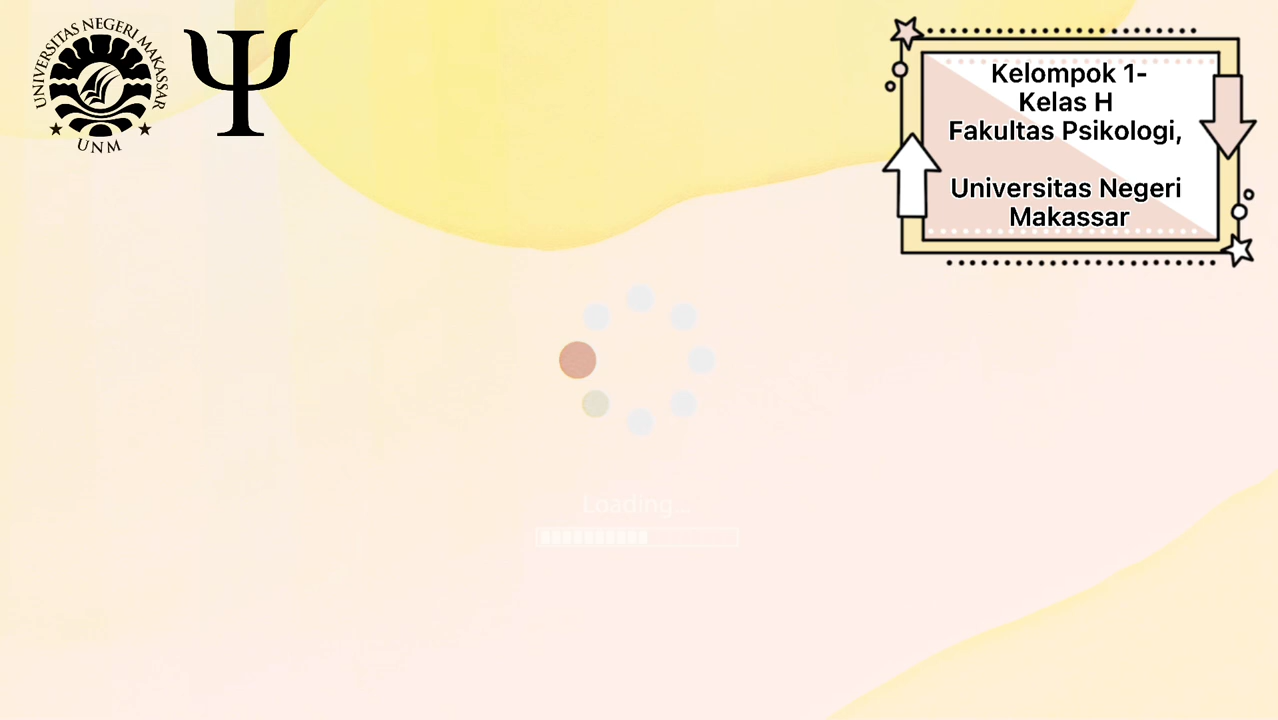 UNIVERSITAS NEGERI MAKASSAR
UNM
Ψ
Kelompok 1-
Kelas H
Fakultas Psikologi,
Universitas Negeri
Makassar
Loading...